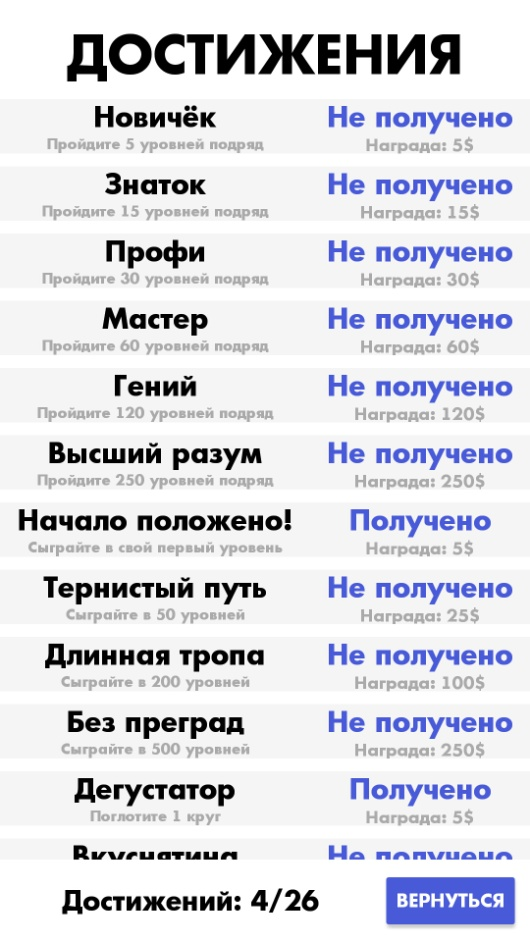 ДОСТИЖЕНИЯ
Новичёк Не получено
Пройдите 5 уровней подряд Награда: 5$
Знаток Не получено
Пройдите 15 уровней подряд Награда: 15$
Профи Не получено
Пройдите 30 уровней подряд Награда: 30$
Мастер Не получено
Пройдите 60 уровней подряд Награда: 60$
Гений Не получено
Пройдите 120 уровней подряд Награда: 120$
Высший разум Не получено
Пройдите 250 уровней подряд Награда: 250$
Начало положено! Получено
Сыграйте в свой первый уровень Награда: 5$
Тернистый путь Не получено
Сыграйте в 50 уровней Награда: 25$
Длинная тропа Не получено
Сыграйте в 200 уровней Награда: 100$
Без преград Не получено
Сыграйте в 500 уровней Награда: 250$
Дегустатор Получено
Поглотите 1 круг Награда: 5$
Вкуснятина Не получено
Достижений: 4/26 ВЕРНУТЬСЯ